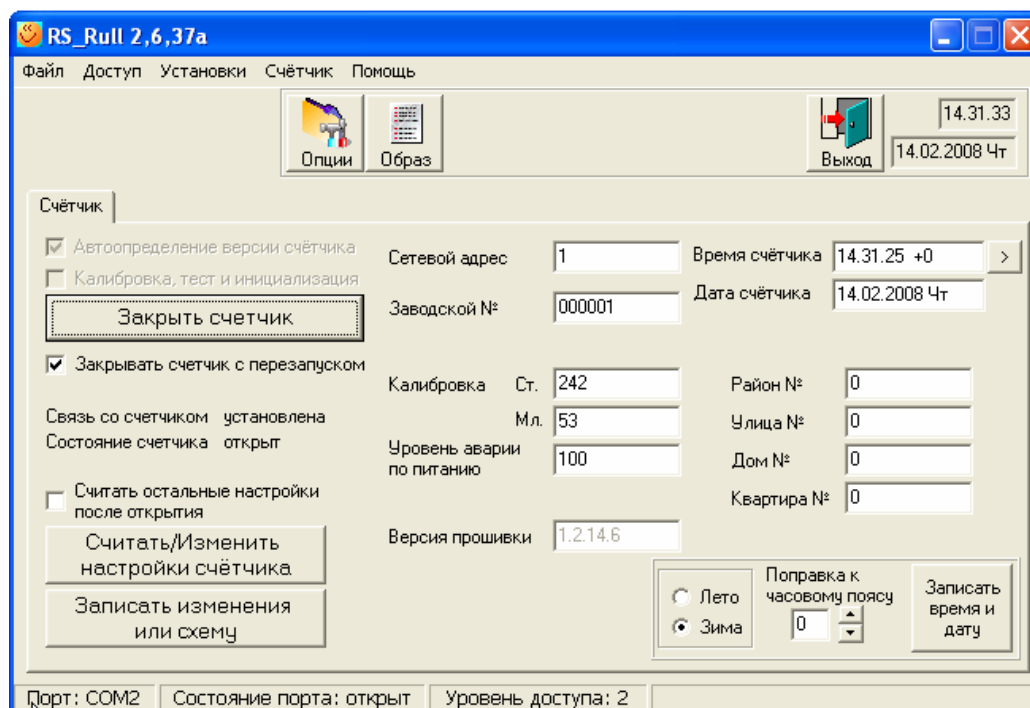 RS_Rull 2,6,37a
Файл Доступ Установки Счётчик Помощь
Опции Образ Выход
14.31.33
14.02.2008 Чт
Счётчик
Автоопределение версии счётчика
Калибровка, тест и инициализация
Закрыть счетчик
Закрывать счетчик с перезапуском
Связь со счетчиком установлена
Состояние счетчика открыт
Считать остальные настройки
после открытия
Считать/Изменить
настройки счётчика
Записать изменения
или схему
Сетевой адрес 1
Заводской № 000001
Калибровка Ст. 242
Мл. 53
Уровень аварии
по питанию 100
Версия прошивки 1.2.14.6
Время счётчика 14.31.25 +0 >
Дата счётчика 14.02.2008 Чт
Район № 0
Улица № 0
Дом № 0
Квартира № 0
Лето
Зима
Поправка к
часовому поясу
0
Записать
время и
дату
Порт: COM2 Состояние порта: открыт Уровень доступа: 2